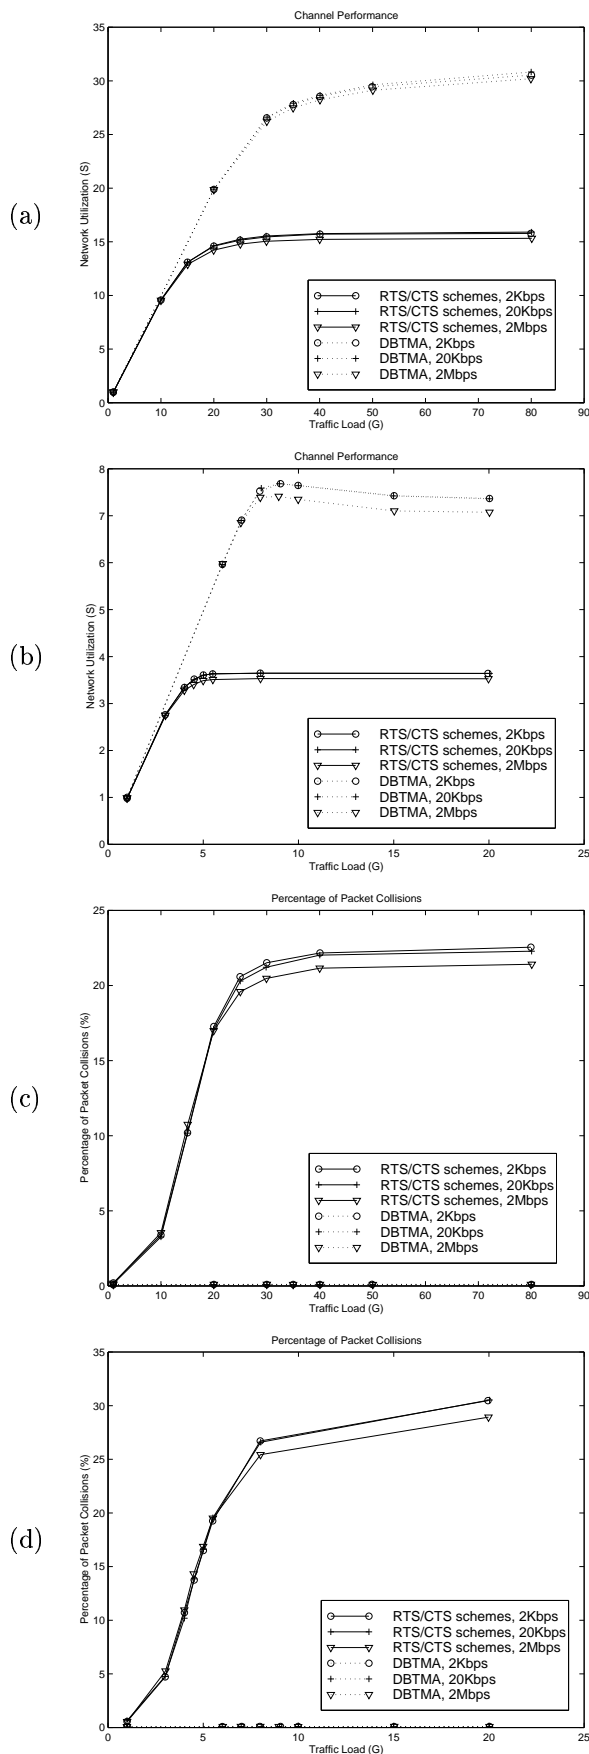 (a)
Channel Performance
Network Utilization (S)
35
30
25
20
15
10
5
0
RTS/CTS schemes, 2Kbps
RTS/CTS schemes, 20Kbps
RTS/CTS schemes, 2Mbps
DBTMA, 2Kbps
DBTMA, 20Kbps
DBTMA, 2Mbps
0 10 20 30 40 50 60 70 80 90
Traffic Load (G)
(b)
Channel Performance
Network Utilization (S)
8
7
6
5
4
3
2
1
0
RTS/CTS schemes, 2Kbps
RTS/CTS schemes, 20Kbps
RTS/CTS schemes, 2Mbps
DBTMA, 2Kbps
DBTMA, 20Kbps
DBTMA, 2Mbps
0 5 10 15 20 25
Traffic Load (G)
(c)
Percentage of Packet Collisions
Percentage of Packet Collisions (%)
25
20
15
10
5
0
RTS/CTS schemes, 2Kbps
RTS/CTS schemes, 20Kbps
RTS/CTS schemes, 2Mbps
DBTMA, 2Kbps
DBTMA, 20Kbps
DBTMA, 2Mbps
0 10 20 30 40 50 60 70 80 90
Traffic Load (G)
(d)
Percentage of Packet Collisions
Percentage of Packet Collisions (%)
35
30
25
20
15
10
5
0
RTS/CTS schemes, 2Kbps
RTS/CTS schemes, 20Kbps
RTS/CTS schemes, 2Mbps
DBTMA, 2Kbps
DBTMA, 20Kbps
DBTMA, 2Mbps
0 5 10 15 20 25
Traffic Load (G)